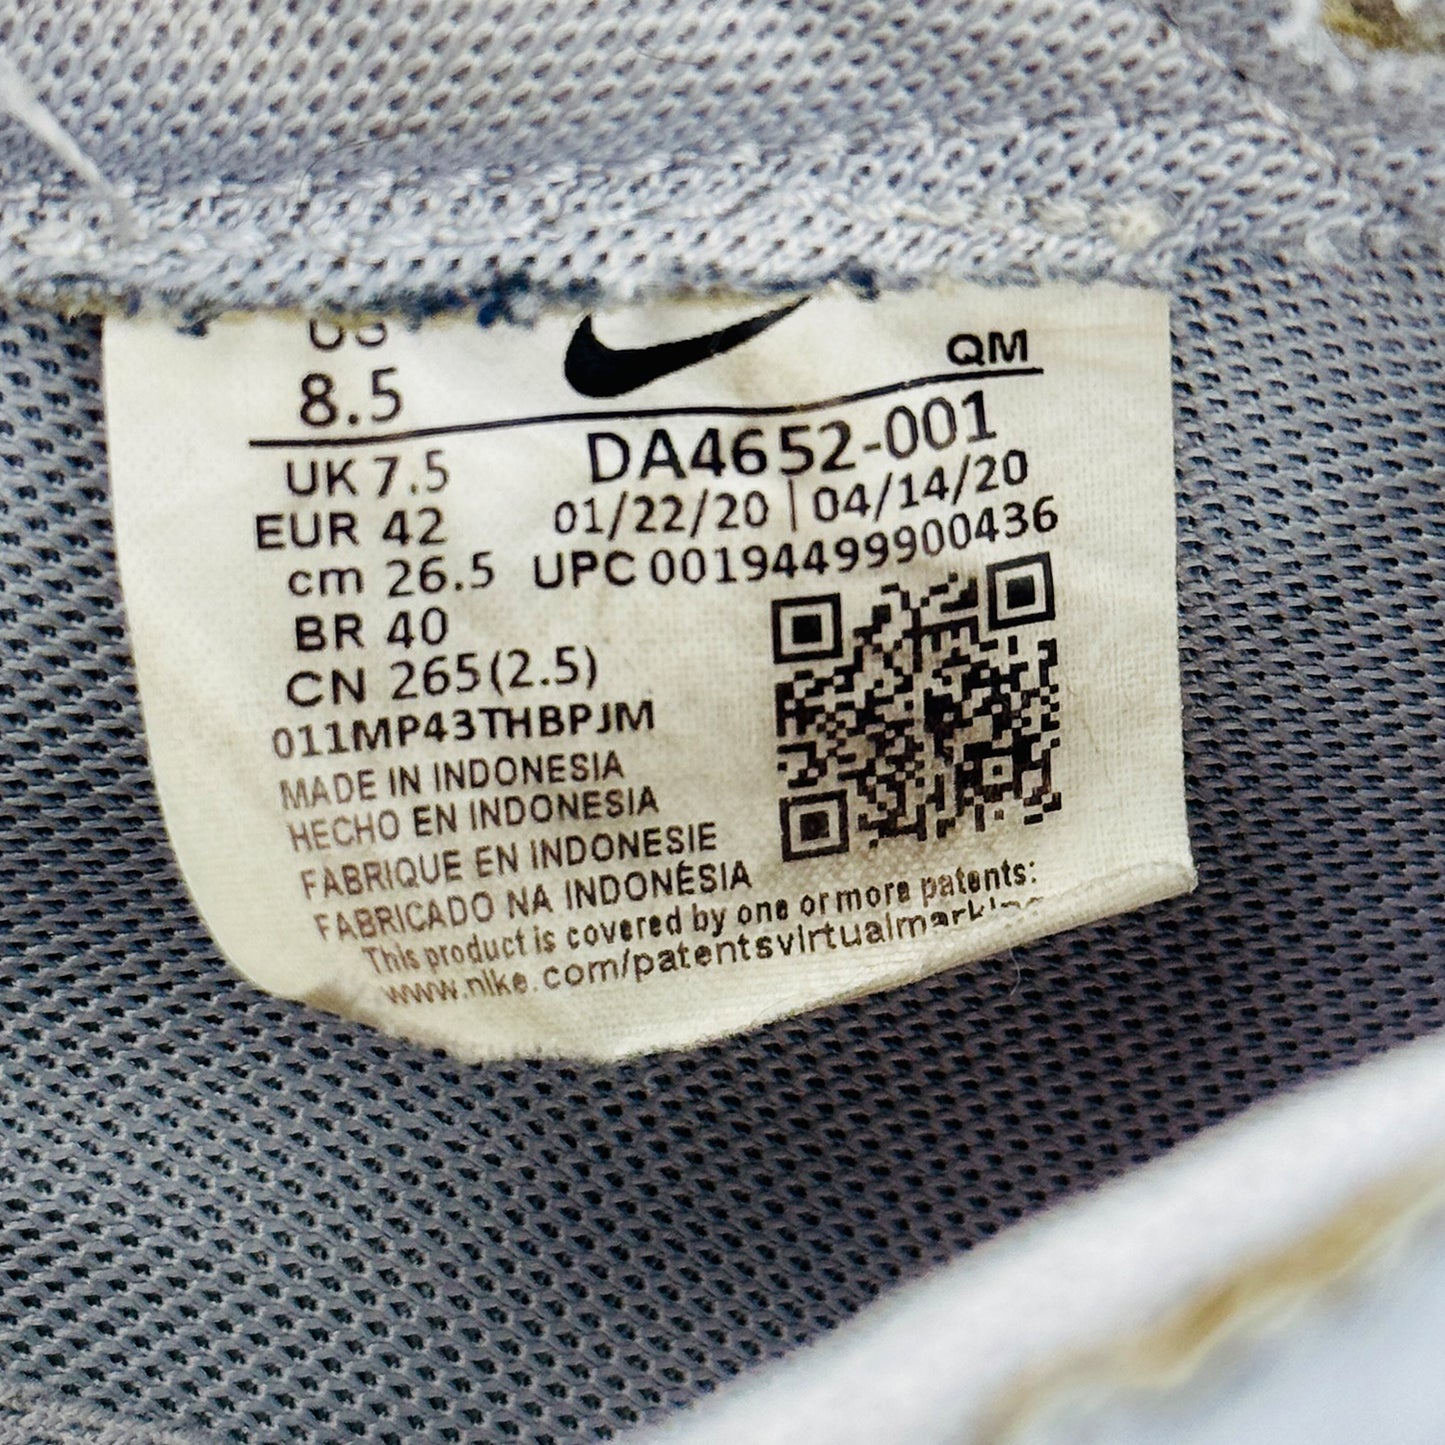 US
8.5
QM
UK 7.5
DA4652-001
EUR 42
01/22/20 | 04/14/20
cm 26.5
UPC 00194499900436
BR 40
CN 265(2.5)
011MP43THBPJM
MADE IN INDONESIA
HECHO EN INDONESIA
FABRIQUE EN INDONESIE
FABRICADO NA INDONÉSIA
This product is covered by one or more patents:
www.nike.com/patentsvirtualmarking